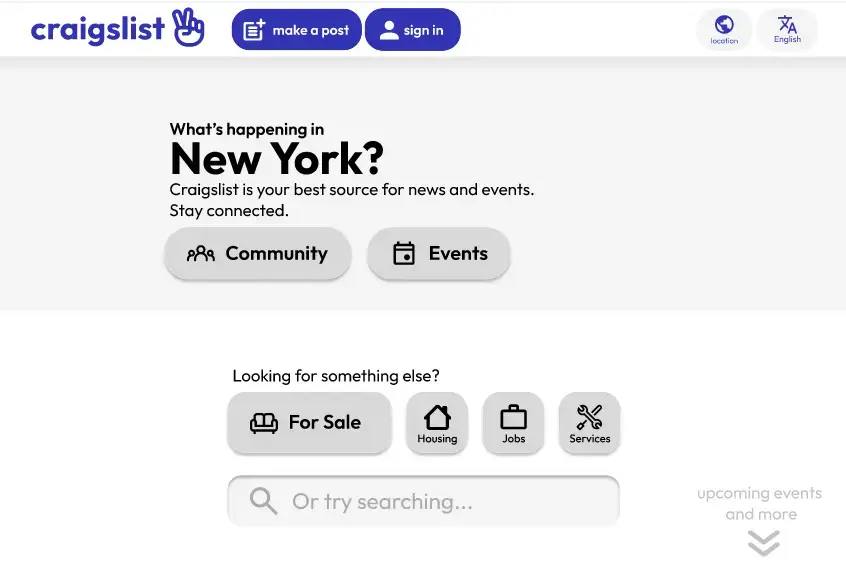 craigslist
make a post
sign in
location
English
What's happening in
New York?
Craigslist is your best source for news and events.
Stay connected.
Community
Events
Looking for something else?
For Sale
Housing
Jobs
Services
Or try searching...
upcoming events
and more